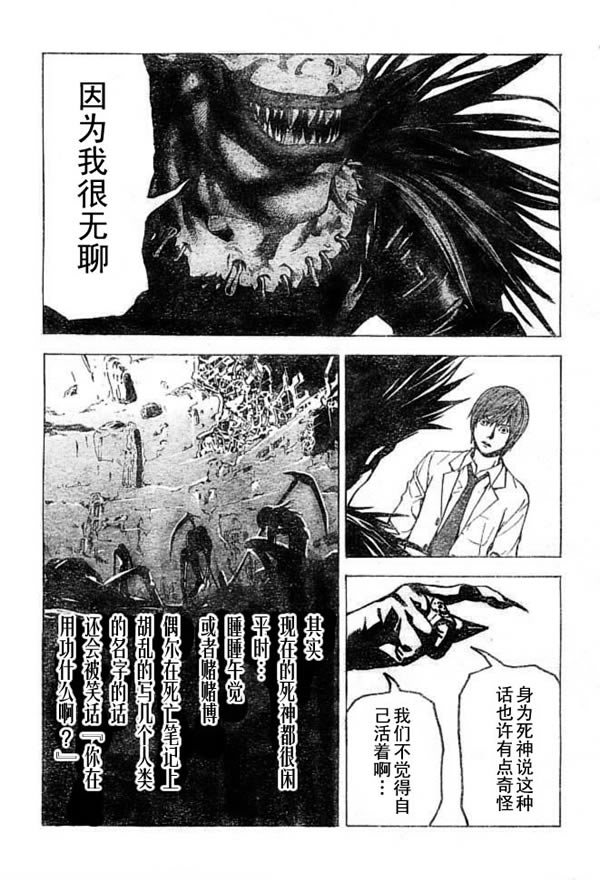 因为我很无聊
身为死神说这种
话也许有点奇怪
我们不觉得自
己活着啊…
其实
现在的死神都很困
平时…
睡睡午觉
或者赌赌博
偶尔在死亡笔记上
胡乱的写几个人类
的名字的话
还会被笑话『你在
用功什么啊？』